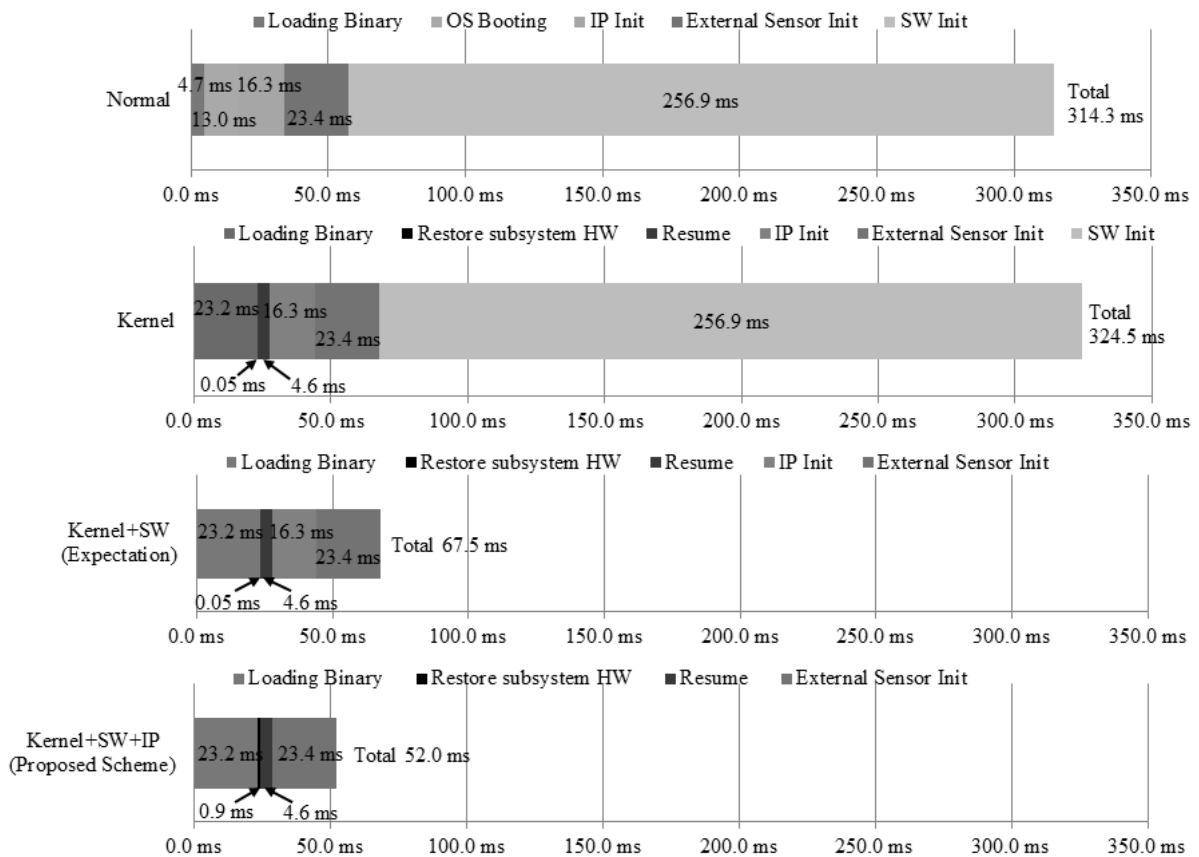 Loading Binary OS Booting IP Init External Sensor Init SW Init
4.7 ms 16.3 ms
Normal 256.9 ms Total
314.3 ms
13.0 ms 23.4 ms
0.0 ms 50.0 ms 100.0 ms 150.0 ms 200.0 ms 250.0 ms 300.0 ms 350.0 ms
Loading Binary Restore subsystem HW Resume IP Init External Sensor Init SW Init
23.2 ms 16.3 ms
Kernel 256.9 ms Total
324.5 ms
23.4 ms
0.05 ms 4.6 ms
0.0 ms 50.0 ms 100.0 ms 150.0 ms 200.0 ms 250.0 ms 300.0 ms 350.0 ms
Loading Binary Restore subsystem HW Resume IP Init External Sensor Init
Kernel+SW
(Expectation)
23.2 ms 16.3 ms
23.4 ms
Total 67.5 ms
0.05 ms 4.6 ms
0.0 ms 50.0 ms 100.0 ms 150.0 ms 200.0 ms 250.0 ms 300.0 ms 350.0 ms
Loading Binary Restore subsystem HW Resume External Sensor Init
Kernel+SW+IP
(Proposed Scheme)
23.2 ms 23.4 ms Total 52.0 ms
0.9 ms 4.6 ms
0.0 ms 50.0 ms 100.0 ms 150.0 ms 200.0 ms 250.0 ms 300.0 ms 350.0 ms